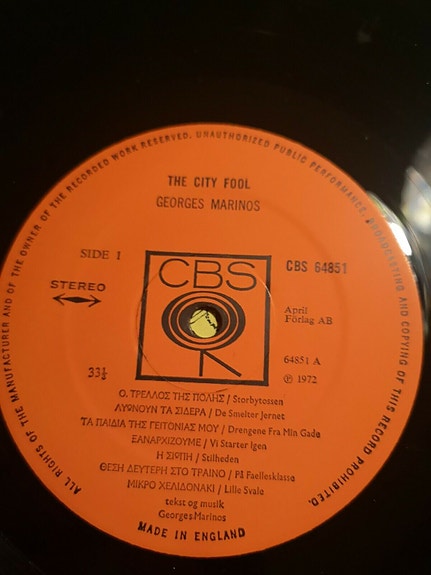 ALL RIGHTS OF THE MANUFACTURER AND OF THE OWNER OF THE RECORDED WORK RESERVED. UNAUTHORIZED PUBLIC PERFORMANCE, BROADCASTING AND COPYING OF THIS RECORD PROHIBITED.
THE CITY FOOL
GEORGES MARINOS
SIDE 1
CBS
CBS 64851
STEREO
April
Förlag AB
33⅓
64851 A
℗ 1972
Ο. ΤΡΕΛΛΟΣ ΤΗΣ ΠΟΛΗΣ / Storbytossen
ΛΥΩΝΟΥΝ ΤΑ ΣΙΔΕΡΑ / De Smelter Jernet
ΤΑ ΠΑΙΔΙΑ ΤΗΣ ΓΕΙΤΟΝΙΑΣ ΜΟΥ / Drengene Fra Min Gade
ΞΑΝΑΡΧΙΖΟΥΜΕ / Vi Starter Igen
Η ΣΙΩΠΗ / Stilheden
ΘΕΣΗ ΔΕΥΤΕΡΗ ΣΤΟ ΤΡΑΙΝΟ / På Faellesklasse
ΜΙΚΡΟ ΧΕΛΙΔΟΝΑΚΙ / Lille Svale
tekst og musik
Georges Marinos
MADE IN ENGLAND